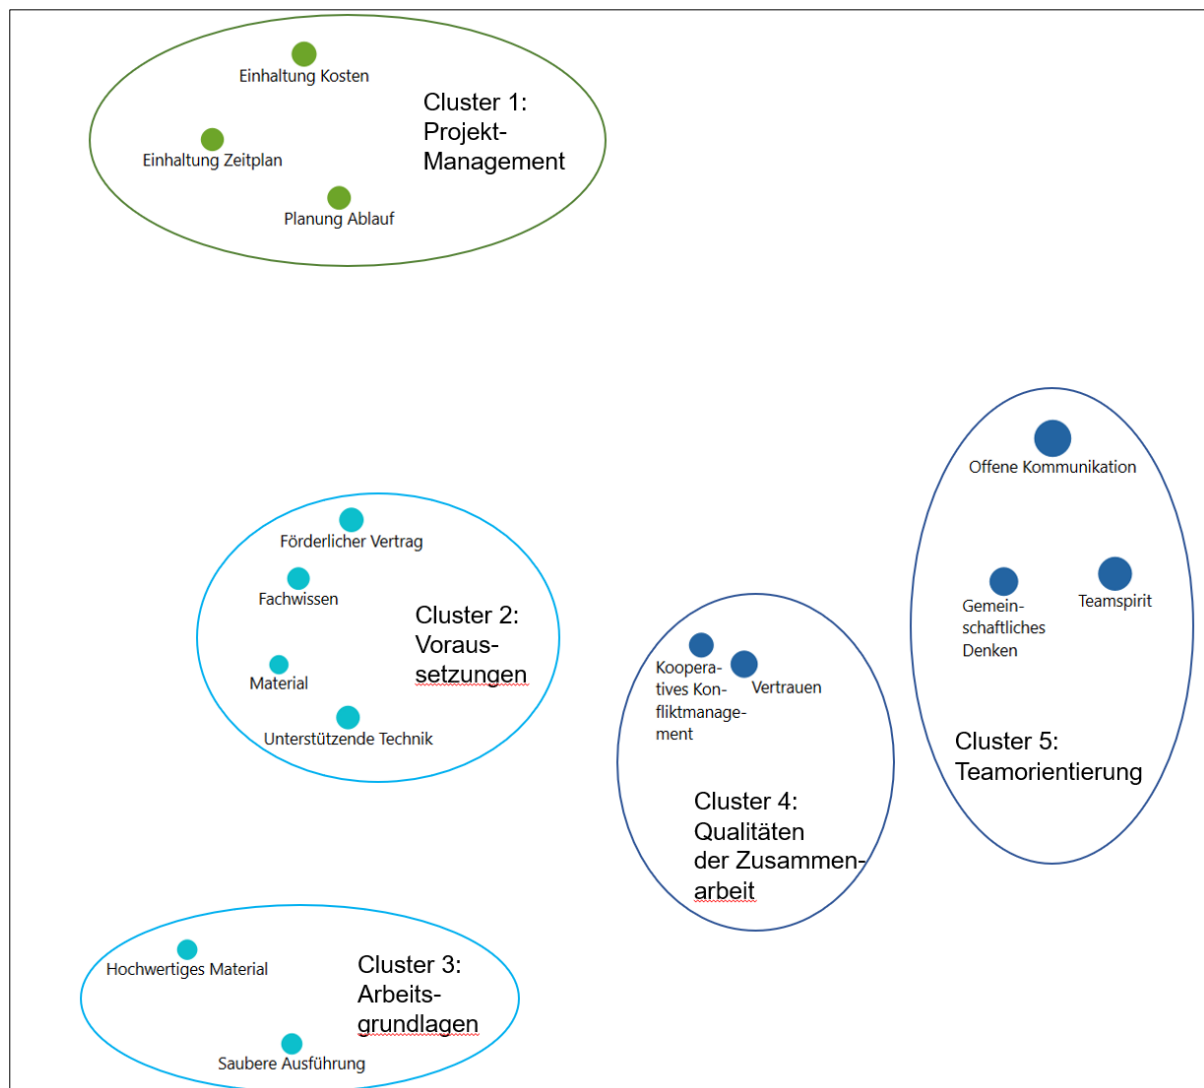 Einhaltung Kosten
Einhaltung Zeitplan
Planung Ablauf
Cluster 1:
Projekt-
Management
Förderlicher Vertrag
Fachwissen
Material
Unterstützende Technik
Cluster 2:
Voraus-
setzungen
Hochwertiges Material
Saubere Ausführung
Cluster 3:
Arbeits-
grundlagen
Koopera-
tives Kon-
fliktmanage-
ment
Vertrauen
Cluster 4:
Qualitäten
der Zusammen-
arbeit
Offene Kommunikation
Gemein-
schaftliches
Denken
Teamspirit
Cluster 5:
Teamorientierung